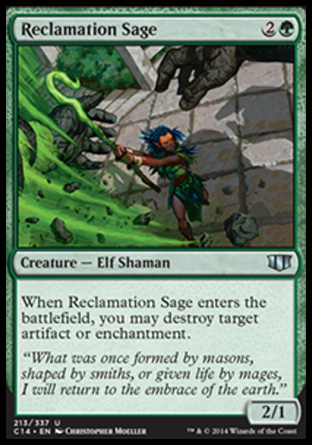 Reclamation Sage 2
Creature — Elf Shaman
When Reclamation Sage enters the
battlefield, you may destroy target
artifact or enchantment.
“What was once formed by masons,
shaped by smiths, or given life by mages,
I will return to the embrace of the earth.”
2/1
213/337 U
C14 • EN Christopher Moeller ™ & © 2014 Wizards of the Coast